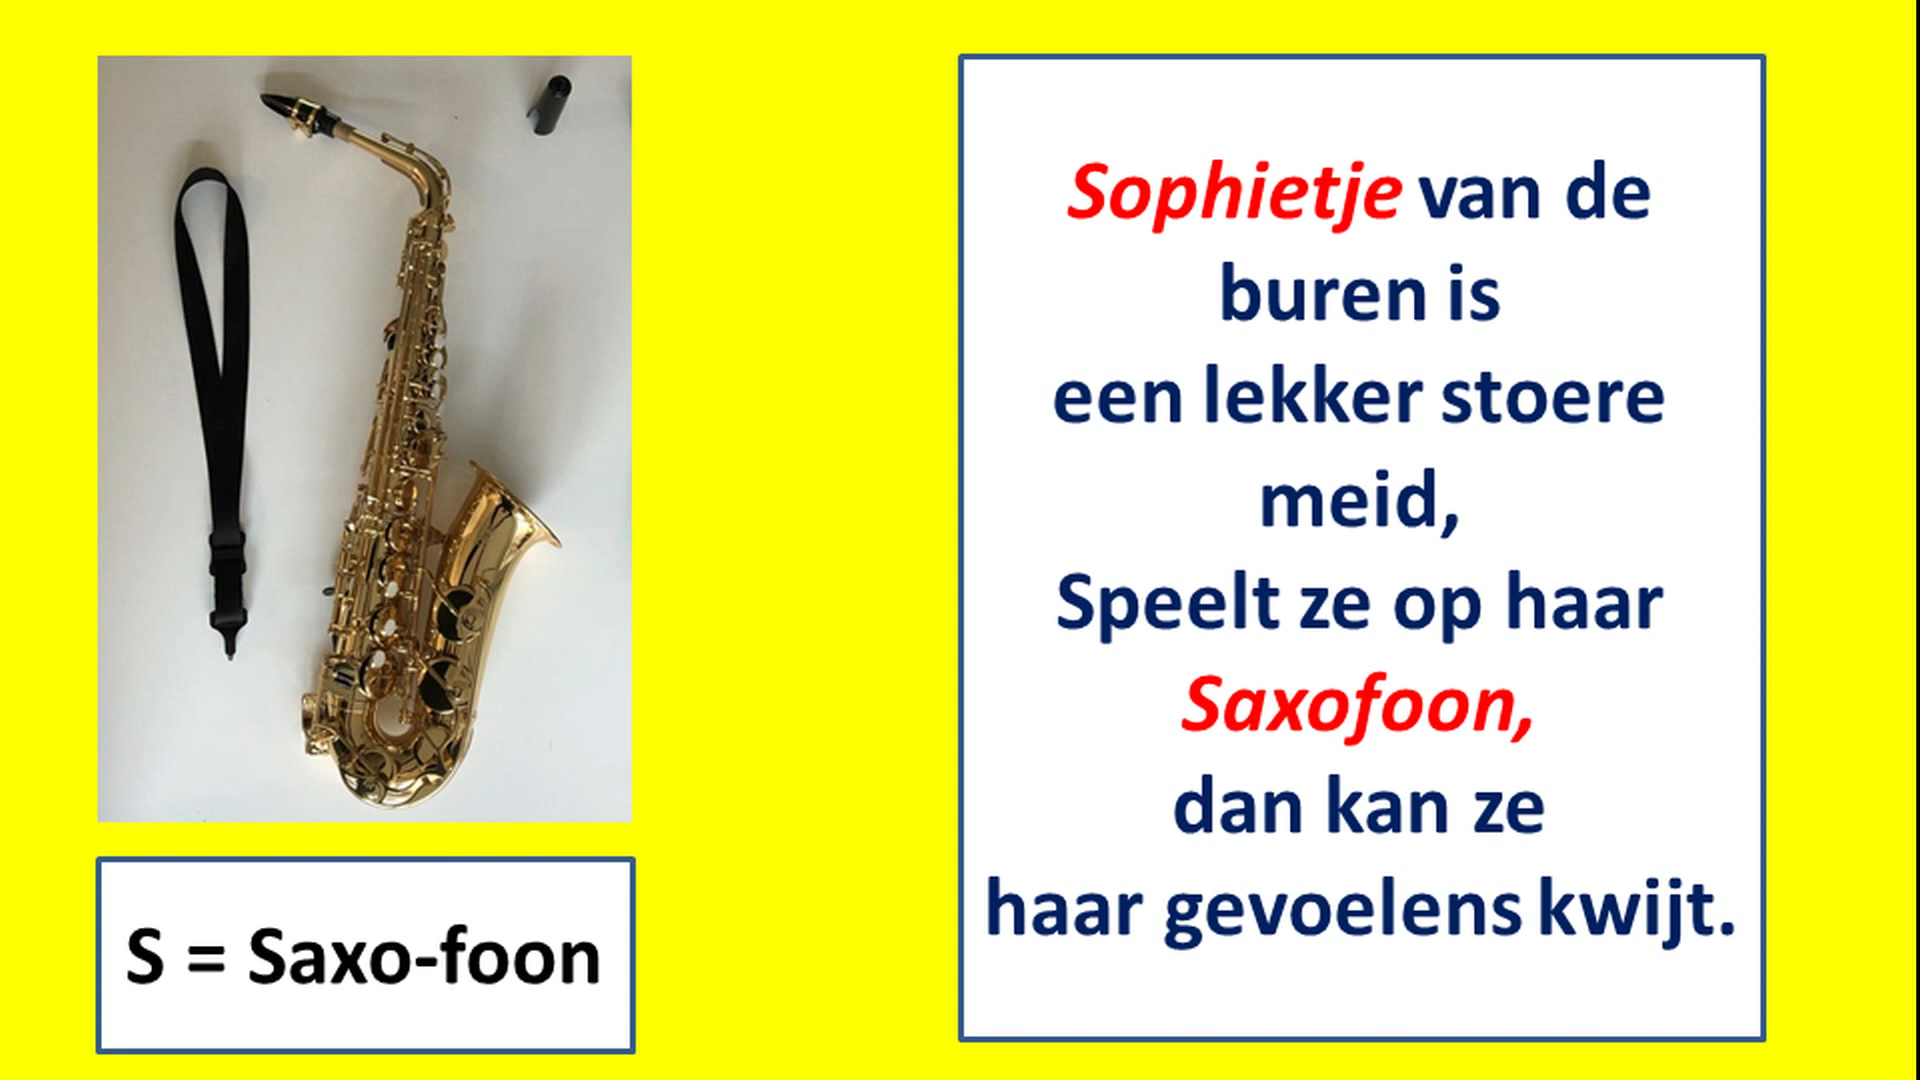 S = Saxo-foon
Sophietje van de
buren is
een lekker stoere
meid,
Speelt ze op haar
Saxofoon,
dan kan ze
haar gevoelens kwijt.